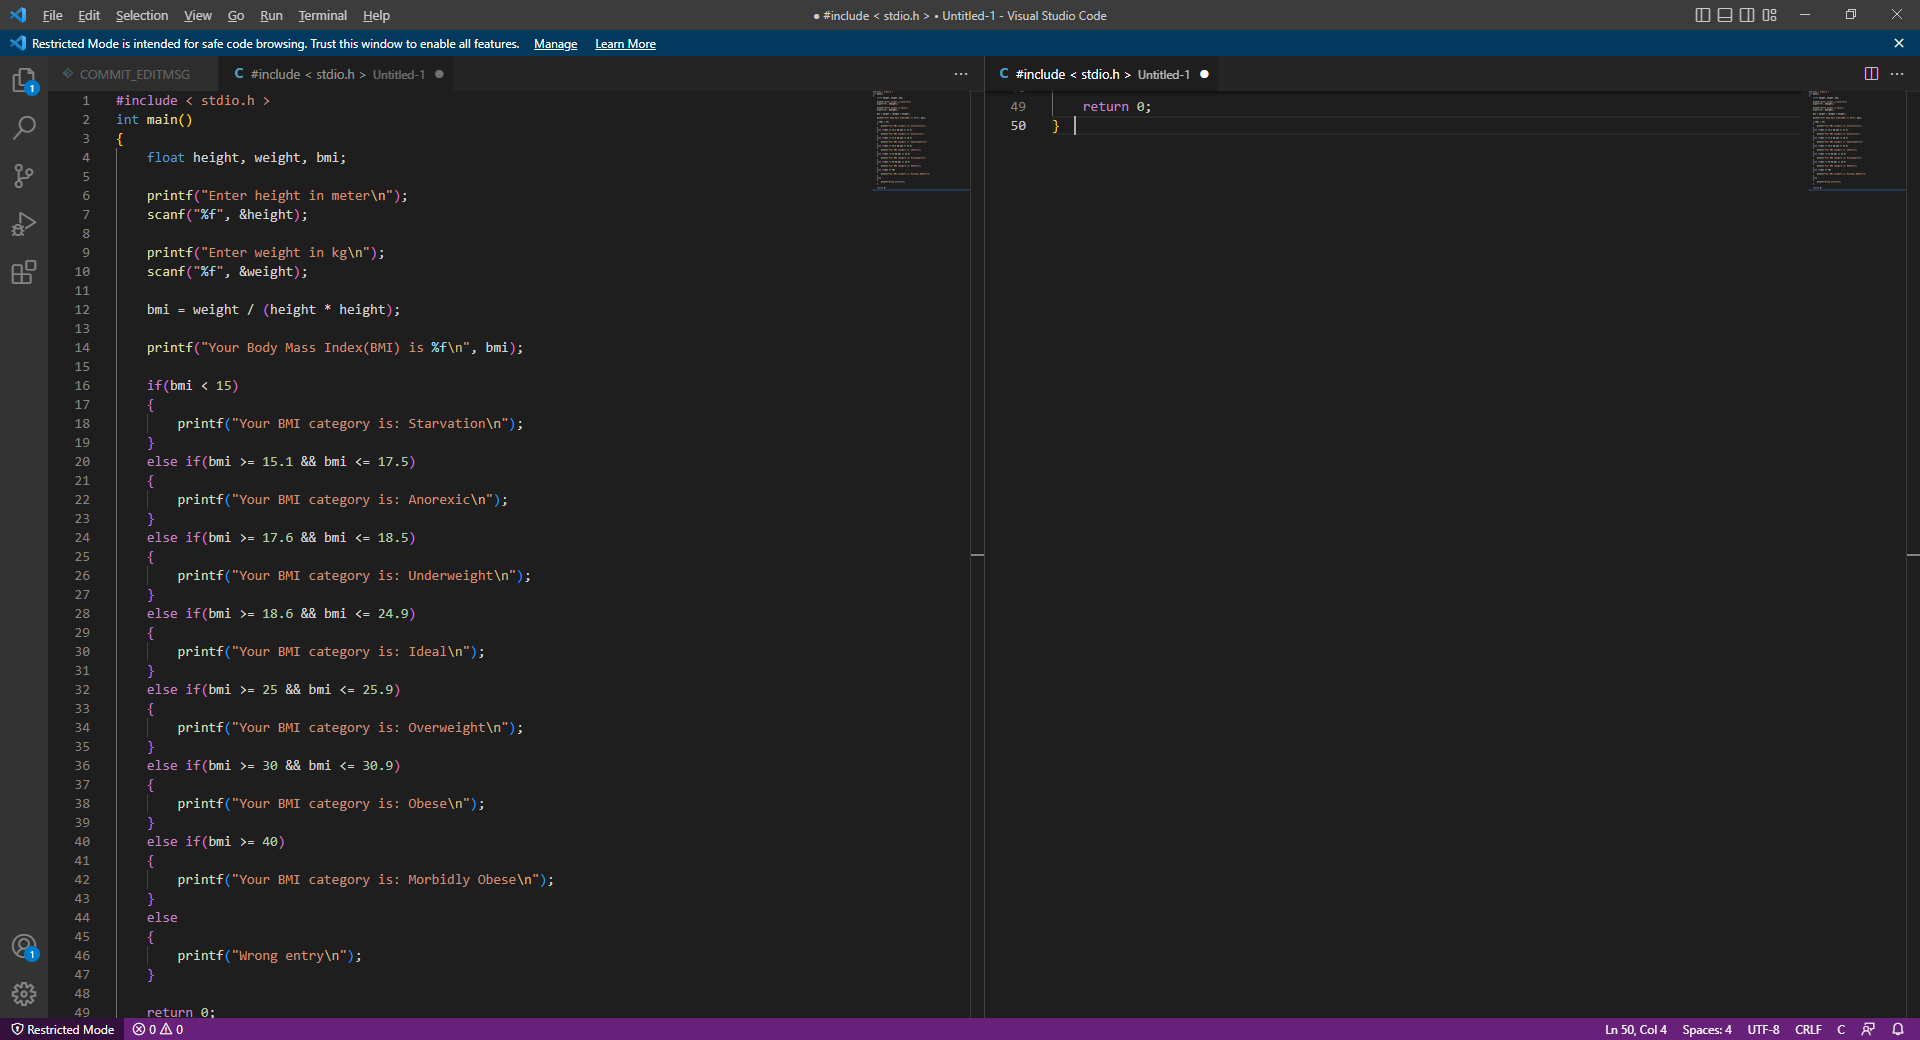 File Edit Selection View Go Run Terminal Help
● #include < stdio.h > • Untitled-1 - Visual Studio Code
Restricted Mode is intended for safe code browsing. Trust this window to enable all features. Manage Learn More
COMMIT_EDITMSG
C #include < stdio.h > Untitled-1 ●
1 #include < stdio.h >
2 int main()
3 {
4 float height, weight, bmi;
5
6 printf("Enter height in meter\n");
7 scanf("%f", &height);
8
9 printf("Enter weight in kg\n");
10 scanf("%f", &weight);
11
12 bmi = weight / (height * height);
13
14 printf("Your Body Mass Index(BMI) is %f\n", bmi);
15
16 if(bmi < 15)
17 {
18 printf("Your BMI category is: Starvation\n");
19 }
20 else if(bmi >= 15.1 && bmi <= 17.5)
21 {
22 printf("Your BMI category is: Anorexic\n");
23 }
24 else if(bmi >= 17.6 && bmi <= 18.5)
25 {
26 printf("Your BMI category is: Underweight\n");
27 }
28 else if(bmi >= 18.6 && bmi <= 24.9)
29 {
30 printf("Your BMI category is: Ideal\n");
31 }
32 else if(bmi >= 25 && bmi <= 25.9)
33 {
34 printf("Your BMI category is: Overweight\n");
35 }
36 else if(bmi >= 30 && bmi <= 30.9)
37 {
38 printf("Your BMI category is: Obese\n");
39 }
40 else if(bmi >= 40)
41 {
42 printf("Your BMI category is: Morbidly Obese\n");
43 }
44 else
45 {
46 printf("Wrong entry\n");
47 }
48
49 return 0;
C #include < stdio.h > Untitled-1 ●
49 return 0;
50 }
1
1
Restricted Mode 0 0
Ln 50, Col 4 Spaces: 4 UTF-8 CRLF C